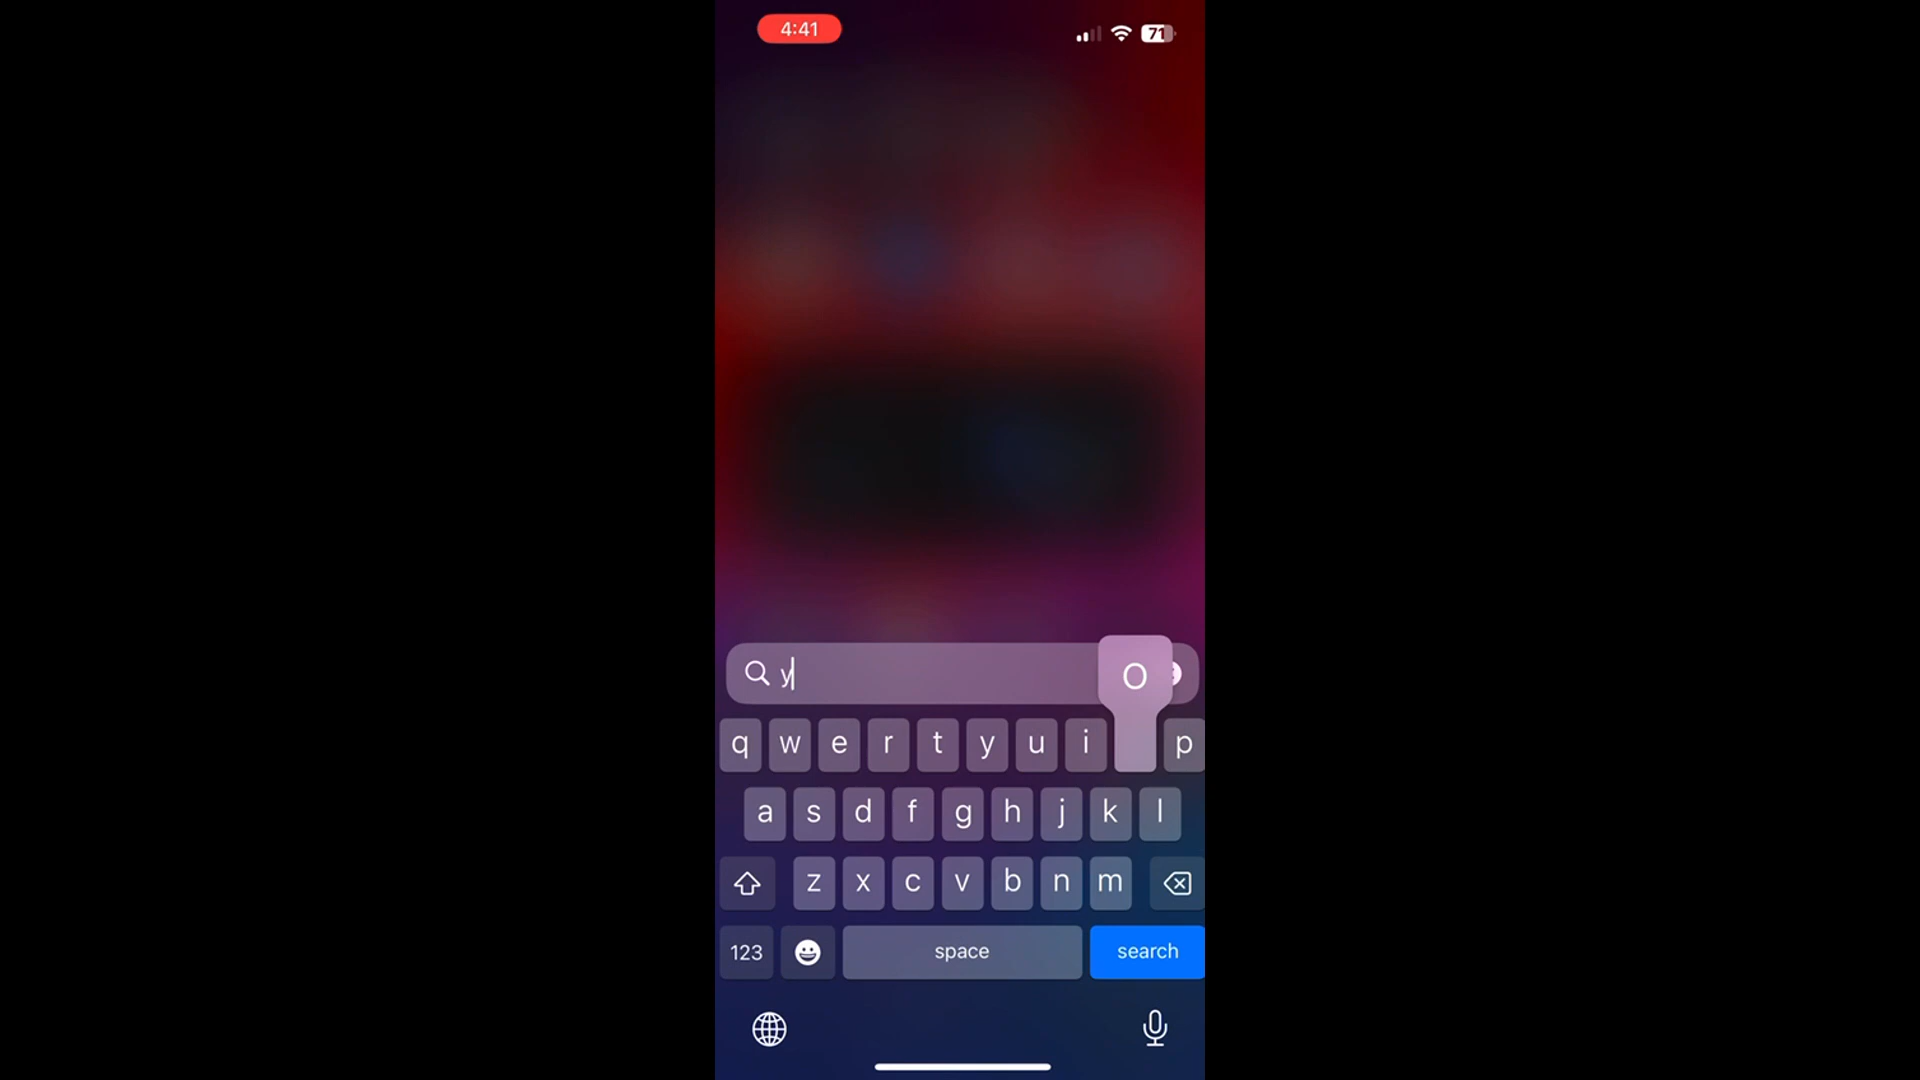 4:41
71
y
o
q w e r t y u i p
a s d f g h j k l
z x c v b n m
123 space search